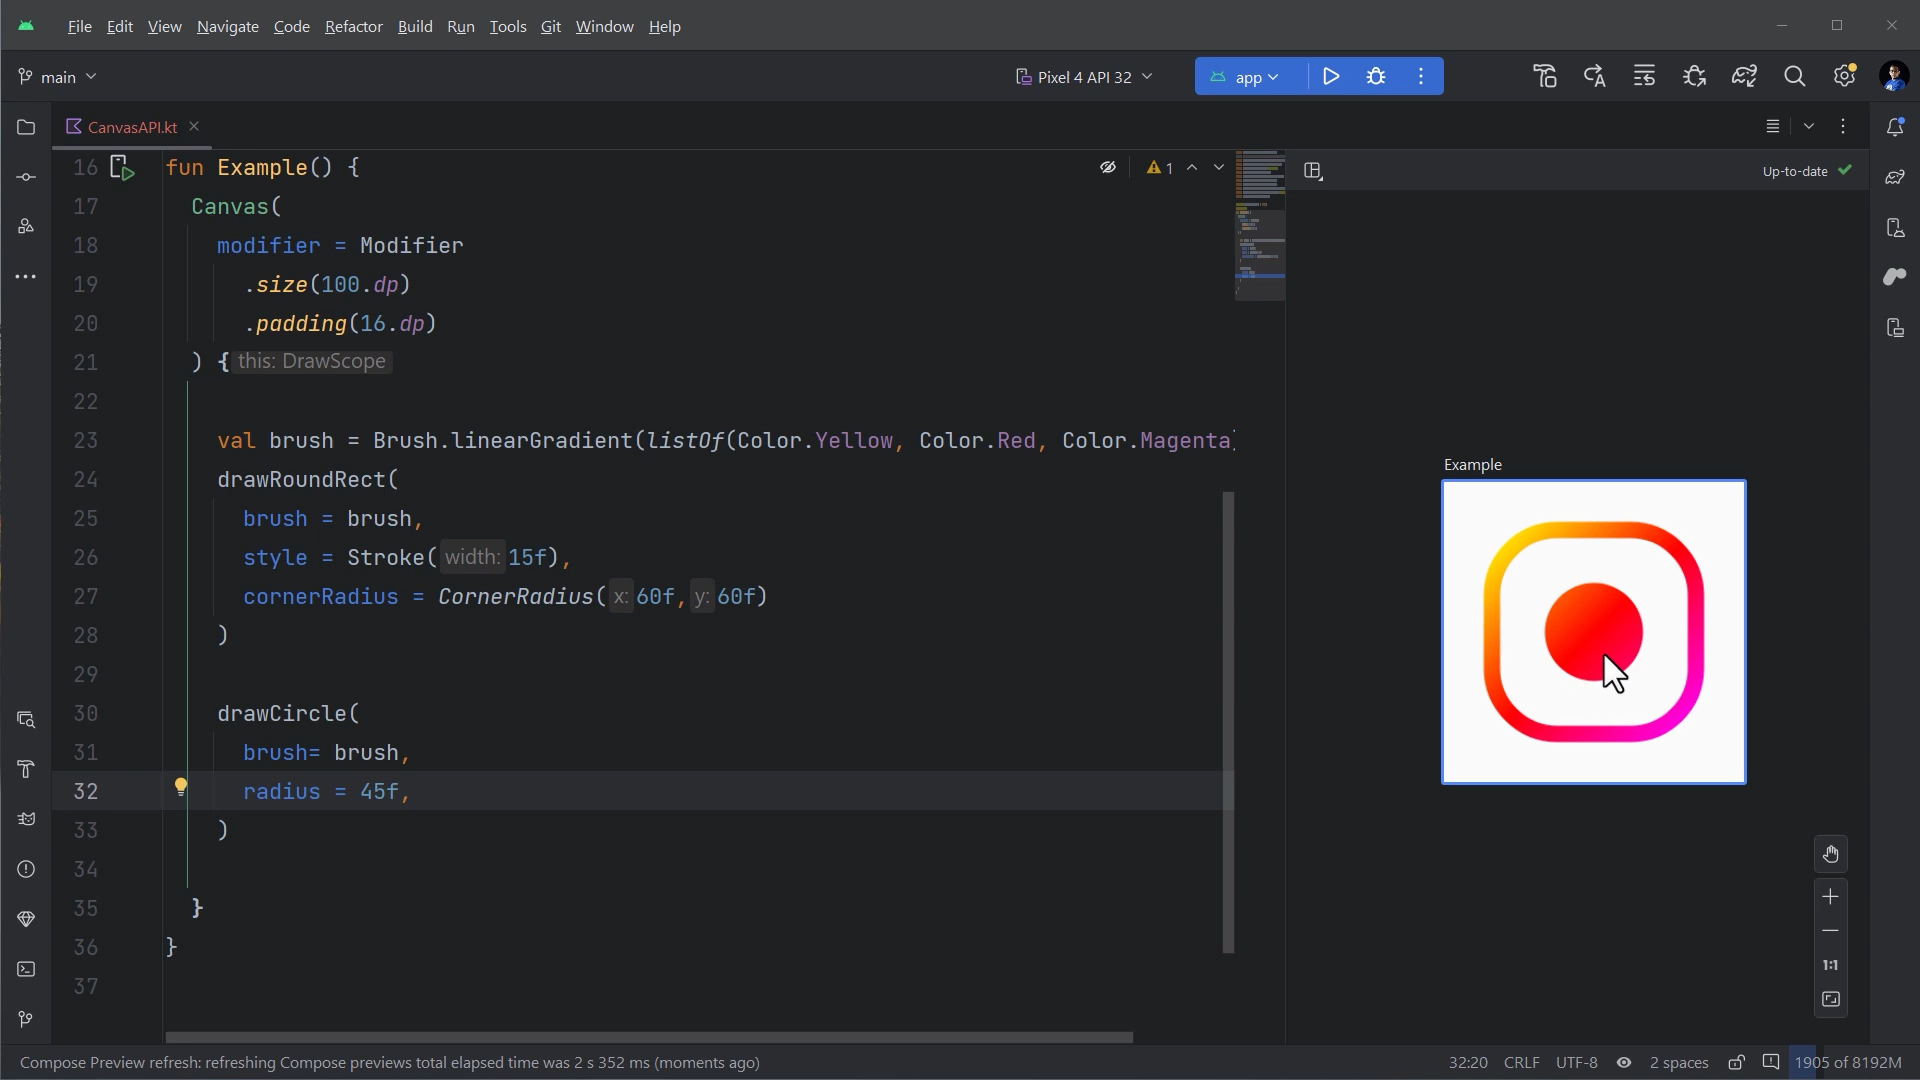 File Edit View Navigate Code Refactor Build Run Tools Git Window Help
main Pixel 4 API 32 app
CanvasAPI.kt
16 fun Example() { 1 Up-to-date
17 Canvas(
18 modifier = Modifier
19 .size(100.dp)
20 .padding(16.dp)
21 ) { this: DrawScope
22
23 val brush = Brush.linearGradient(listOf(Color.Yellow, Color.Red, Color.Magenta)
24 drawRoundRect(
Example
25 brush = brush,
26 style = Stroke( width: 15f),
27 cornerRadius = CornerRadius( x: 60f, y: 60f)
28 )
29
30 drawCircle(
31 brush= brush,
32 radius = 45f,
33 )
34
35 }
36 }
1:1
37
Compose Preview refresh: refreshing Compose previews total elapsed time was 2 s 352 ms (moments ago) 32:20 CRLF UTF-8 2 spaces 1905 of 8192M